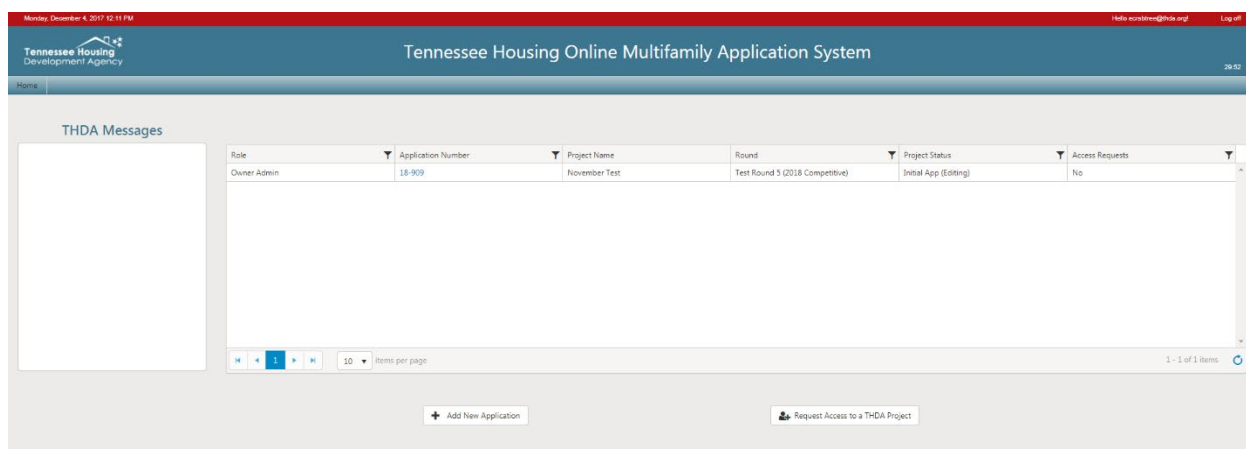 Monday, December 4, 2017 12:11 PM
Hello ecrabtree@thda.org!
Log off
Tennessee Housing
Development Agency
Tennessee Housing Online Multifamily Application System
29:52
Home
THDA Messages
Role Application Number Project Name Round Project Status Access Requests
Owner Admin 18-909 November Test Test Round 5 (2018 Competitive) Initial App (Editing) No
1 10 items per page 1 - 1 of 1 items
Add New Application
Request Access to a THDA Project